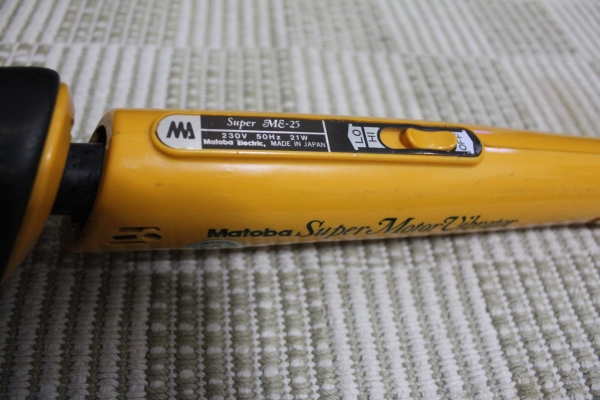 Super ME-25
230V 50Hz 21W
Matoba Electric, MADE IN JAPAN
LO
HI
OFF
Matoba Super Motor Vibrator